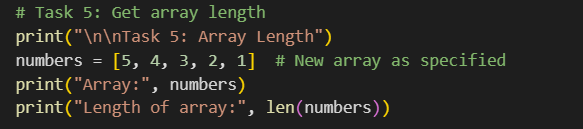 # Task 5: Get array length
print("\n\nTask 5: Array Length")
numbers = [5, 4, 3, 2, 1]  # New array as specified
print("Array:", numbers)
print("Length of array:", len(numbers))